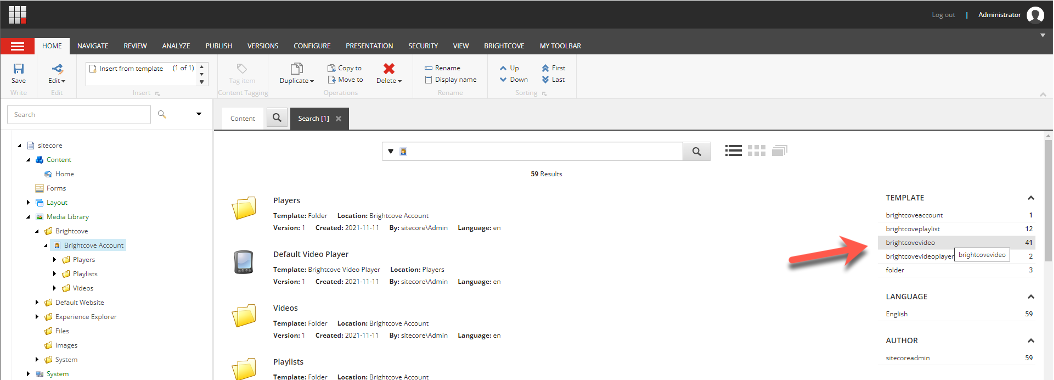 Log out | Administrator
HOME NAVIGATE REVIEW ANALYZE PUBLISH VERSIONS CONFIGURE PRESENTATION SECURITY VIEW BRIGHTCOVE MY TOOLBAR
Save Edit Insert from template (1 of 1) Tag item Duplicate Copy to Move to Delete Rename Display name Up Down First Last
Write Edit Insert Content Tagging Operations Rename Sorting
Search
Content Search [1]
sitecore
Content
Home
Forms
Layout
Media Library
Brightcove
Brightcove Account
Players
Playlists
Videos
Default Website
Experience Explorer
Files
Images
System
System
59 Results
Players
Template: Folder Location: Brightcove Account
Version: 1 Created: 2021-11-11 By: sitecore\Admin Language: en
Default Video Player
Template: Brightcove Video Player Location: Players
Version: 1 Created: 2021-11-11 By: sitecore\Admin Language: en
Videos
Template: Folder Location: Brightcove Account
Version: 1 Created: 2021-11-11 By: sitecore\Admin Language: en
Playlists
Template: Folder Location: Brightcove Account
TEMPLATE
brightcoveaccount 1
brightcoveplaylist 12
brightcovevideo 41
brightcovevideoplayer 2
brightcovevideo
folder 3
LANGUAGE
English 59
AUTHOR
sitecoreadmin 59